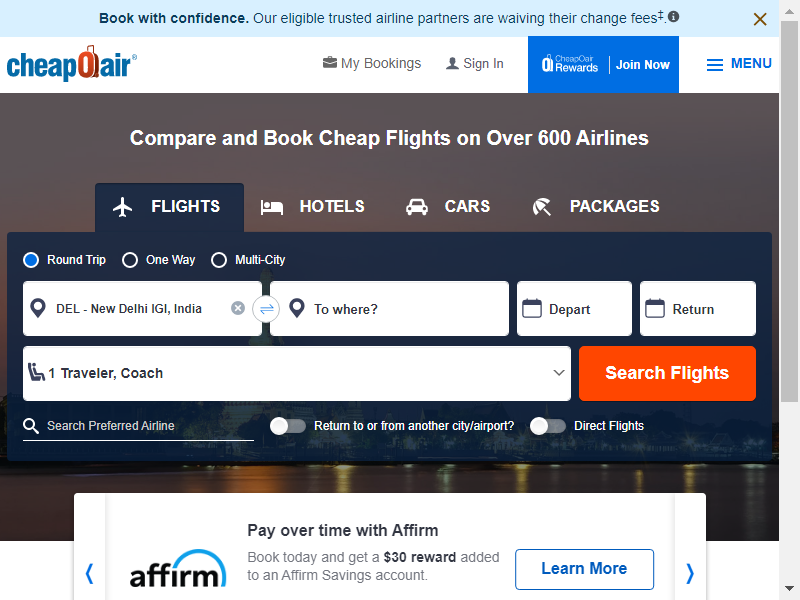 Book with confidence. Our eligible trusted airline partners are waiving their change fees‡.
cheapOair®
My Bookings
Sign In
CheapOair Rewards
Join Now
MENU
Compare and Book Cheap Flights on Over 600 Airlines
FLIGHTS
HOTELS
CARS
PACKAGES
Round Trip
One Way
Multi-City
DEL - New Delhi IGI, India
To where?
Depart
Return
1 Traveler, Coach
Search Flights
Search Preferred Airline
Return to or from another city/airport?
Direct Flights
affirm
Pay over time with Affirm
Book today and get a $30 reward added
to an Affirm Savings account.
Learn More